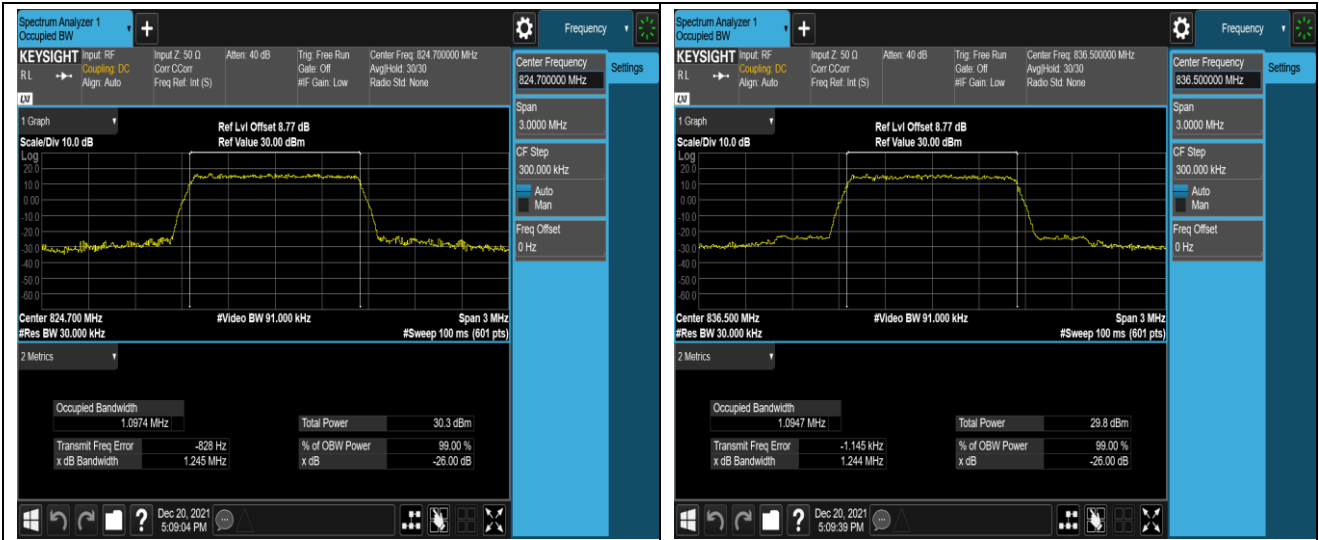 Spectrum Analyzer 1
Occupied BW
+
Frequency
KEYSIGHT Input: RF Input Z: 50 Ω Atten: 40 dB Trig: Free Run Center Freq: 824.700000 MHz
RL Coupling: DC Corr CCorr Gate: Off Avg|Hold: 30/30
Align: Auto Freq Ref: Int (S) #IF Gain: Low Radio Std: None
LXI
Center Frequency
824.700000 MHz
Settings
Span
3.0000 MHz
CF Step
300.000 kHz
Auto
Man
Freq Offset
0 Hz
1 Graph
Ref Lvl Offset 8.77 dB
Scale/Div 10.0 dB Ref Value 30.00 dBm
Log
20.0
10.0
0.00
-10.0
-20.0
-30.0
-40.0
-50.0
-60.0
Center 824.700 MHz #Video BW 91.000 kHz Span 3 MHz
#Res BW 30.000 kHz #Sweep 100 ms (601 pts)
2 Metrics
Occupied Bandwidth
1.0974 MHz Total Power 30.3 dBm
Transmit Freq Error -828 Hz % of OBW Power 99.00 %
x dB Bandwidth 1.245 MHz x dB -26.00 dB
?
Dec 20, 2021
5:09:04 PM
Spectrum Analyzer 1
Occupied BW
+
Frequency
KEYSIGHT Input: RF Input Z: 50 Ω Atten: 40 dB Trig: Free Run Center Freq: 836.500000 MHz
RL Coupling: DC Corr CCorr Gate: Off Avg|Hold: 30/30
Align: Auto Freq Ref: Int (S) #IF Gain: Low Radio Std: None
LXI
Center Frequency
836.500000 MHz
Settings
Span
3.0000 MHz
CF Step
300.000 kHz
Auto
Man
Freq Offset
0 Hz
1 Graph
Ref Lvl Offset 8.77 dB
Scale/Div 10.0 dB Ref Value 30.00 dBm
Log
20.0
10.0
0.00
-10.0
-20.0
-30.0
-40.0
-50.0
-60.0
Center 836.500 MHz #Video BW 91.000 kHz Span 3 MHz
#Res BW 30.000 kHz #Sweep 100 ms (601 pts)
2 Metrics
Occupied Bandwidth
1.0947 MHz Total Power 29.8 dBm
Transmit Freq Error -1.145 kHz % of OBW Power 99.00 %
x dB Bandwidth 1.244 MHz x dB -26.00 dB
?
Dec 20, 2021
5:09:39 PM